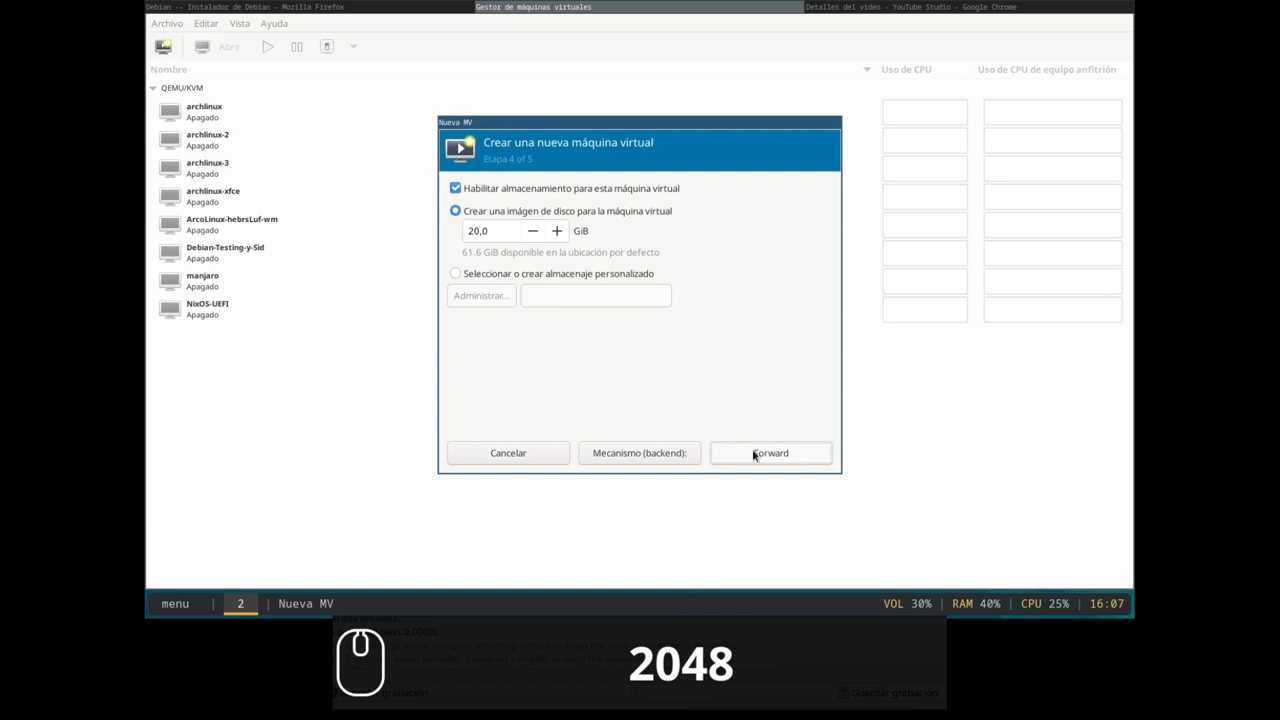 Debian -- Instalador de Debian - Mozilla Firefox
Gestor de máquinas virtuales
Detalles del vídeo - YouTube Studio - Google Chrome
Archivo Editar Vista Ayuda
Abrir
Nombre Uso de CPU Uso de CPU de equipo anfitrión
QEMU/KVM
archlinux
Apagado
archlinux-2
Apagado
archlinux-3
Apagado
archlinux-xfce
Apagado
ArcoLinux-hebrsLuf-wm
Apagado
Debian-Testing-y-Sid
Apagado
manjaro
Apagado
NixOS-UEFI
Apagado
Nueva MV
Crear una nueva máquina virtual
Etapa 4 of 5
Habilitar almacenamiento para esta máquina virtual
Crear una imágen de disco para la máquina virtual
20,0 GiB
61.6 GiB disponible en la ubicación por defecto
Seleccionar o crear almacenaje personalizado
Administrar...
Cancelar Mecanismo (backend): Forward
menu | 2 | Nueva MV VOL 30% | RAM 40% | CPU 25% | 16:07
2048
Guardar grabación